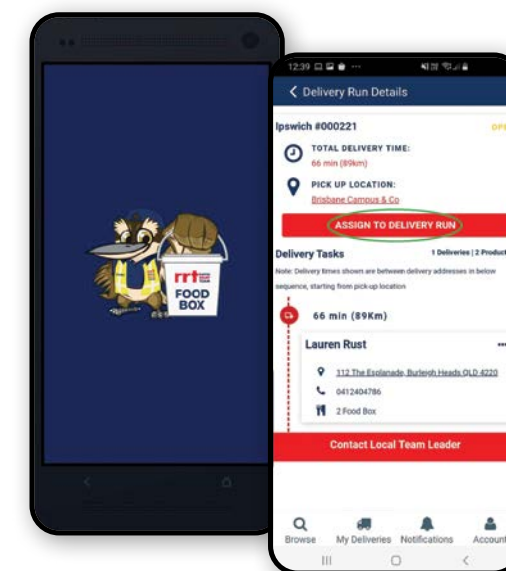 rrt
FOOD
BOX
12:39
Delivery Run Details
Ipswich #000221
OPE
TOTAL DELIVERY TIME:
66 min (89km)
PICK UP LOCATION:
Brisbane Campus & Co
ASSIGN TO DELIVERY RUN
Delivery Tasks
1 Deliveries | 2 Product
Note: Delivery times shown are between delivery addresses in below
sequence, starting from pick-up location
66 min (89Km)
Lauren Rust
112 The Esplanade, Burleigh Heads QLD 4220
0412404786
2 Food Box
Contact Local Team Leader
Browse My Deliveries Notifications Account